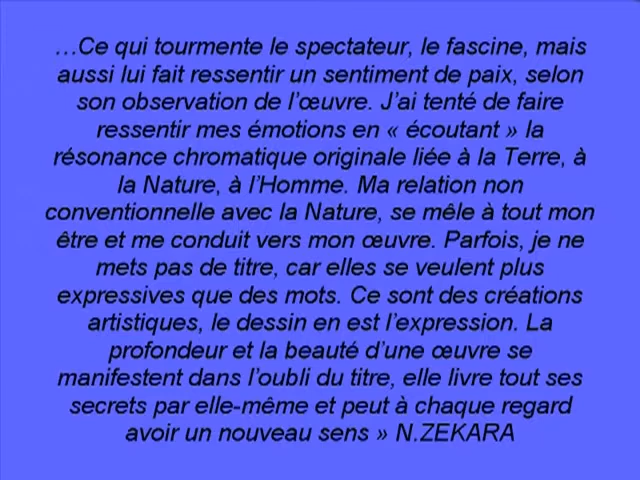 …Ce qui tourmente le spectateur, le fascine, mais
aussi lui fait ressentir un sentiment de paix, selon
son observation de l’œuvre. J’ai tenté de faire
ressentir mes émotions en « écoutant » la
résonance chromatique originale liée à la Terre, à
la Nature, à l’Homme. Ma relation non
conventionnelle avec la Nature, se mêle à tout mon
être et me conduit vers mon œuvre. Parfois, je ne
mets pas de titre, car elles se veulent plus
expressives que des mots. Ce sont des créations
artistiques, le dessin en est l’expression. La
profondeur et la beauté d’une œuvre se
manifestent dans l’oubli du titre, elle livre tout ses
secrets par elle-même et peut à chaque regard
avoir un nouveau sens » N.ZEKARA